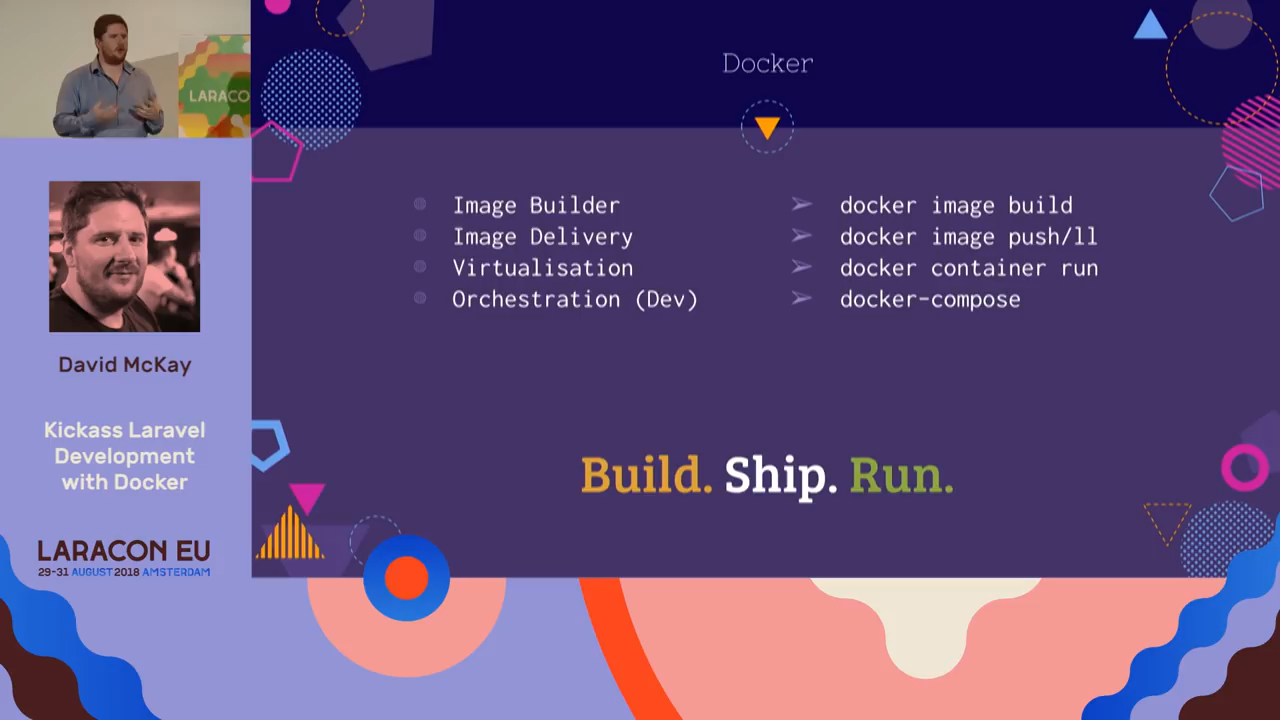 LARACO
David McKay
Kickass Laravel
Development
with Docker
LARACON EU
29-31 AUGUST 2018 AMSTERDAM
Docker
Image Builder
Image Delivery
Virtualisation
Orchestration (Dev)
docker image build
docker image push/ll
docker container run
docker-compose
Build. Ship. Run.